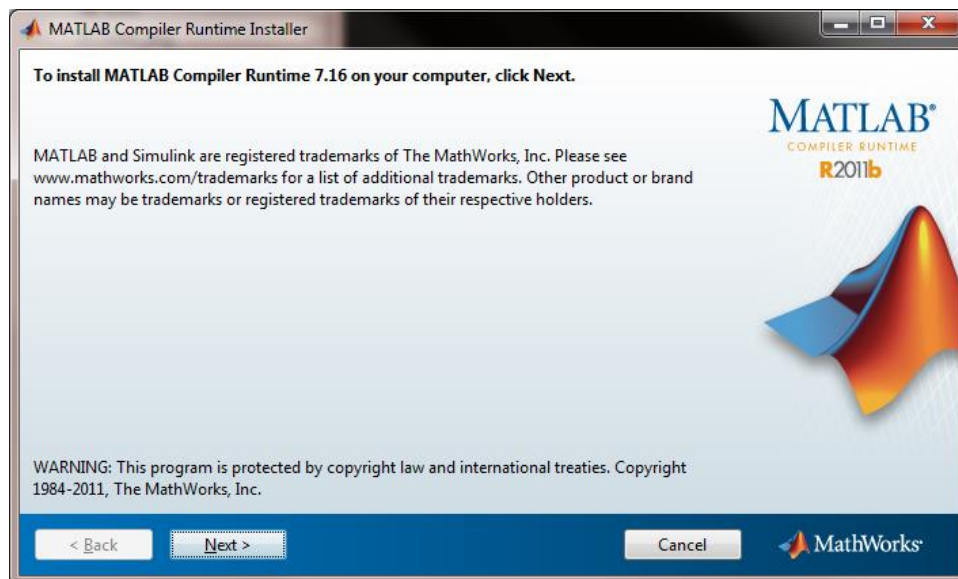 MATLAB Compiler Runtime Installer
To install MATLAB Compiler Runtime 7.16 on your computer, click Next.
MATLAB®
COMPILER RUNTIME
R2011b
MATLAB and Simulink are registered trademarks of The MathWorks, Inc. Please see
www.mathworks.com/trademarks for a list of additional trademarks. Other product or brand
names may be trademarks or registered trademarks of their respective holders.
WARNING: This program is protected by copyright law and international treaties. Copyright
1984-2011, The MathWorks, Inc.
< Back
Next >
Cancel
MathWorks®